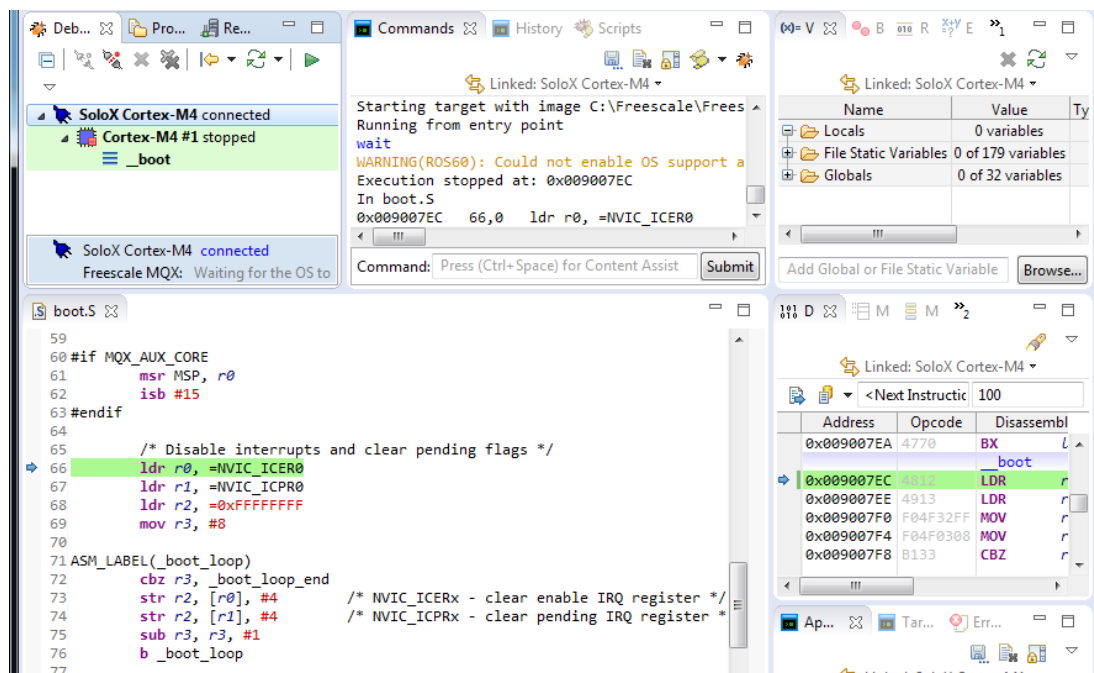 Deb... Pro... Re...
SoloX Cortex-M4 connected
Cortex-M4 #1 stopped
__boot
SoloX Cortex-M4 connected
Freescale MQX: Waiting for the OS to
Commands History Scripts
Linked: SoloX Cortex-M4
Starting target with image C:\Freescale\Frees
Running from entry point
wait
WARNING(ROS60): Could not enable OS support a
Execution stopped at: 0x009007EC
In boot.S
0x009007EC 66,0 ldr r0, =NVIC_ICER0
Command: Press (Ctrl+Space) for Content Assist Submit
(x)= V B 010 R x+y E »1
Linked: SoloX Cortex-M4
Name Value Ty
Locals 0 variables
File Static Variables 0 of 179 variables
Globals 0 of 32 variables
Add Global or File Static Variable Browse...
boot.S
59
60 #if MQX_AUX_CORE
61 msr MSP, r0
62 isb #15
63 #endif
64
65 /* Disable interrupts and clear pending flags */
66 ldr r0, =NVIC_ICER0
67 ldr r1, =NVIC_ICPR0
68 ldr r2, =0xFFFFFFFF
69 mov r3, #8
70
71 ASM_LABEL(_boot_loop)
72 cbz r3, _boot_loop_end
73 str r2, [r0], #4 /* NVIC_ICERx - clear enable IRQ register */
74 str r2, [r1], #4 /* NVIC_ICPRx - clear pending IRQ register *
75 sub r3, r3, #1
76 b _boot_loop
77
D M M »2
Linked: SoloX Cortex-M4
<Next Instructic 100
Address Opcode Disassembl
0x009007EA 4770 BX l
__boot
0x009007EC 4812 LDR r
0x009007EE 4913 LDR r
0x009007F0 F04F32FF MOV r
0x009007F4 F04F0308 MOV r
0x009007F8 B133 CBZ r
Ap... Tar... Err...